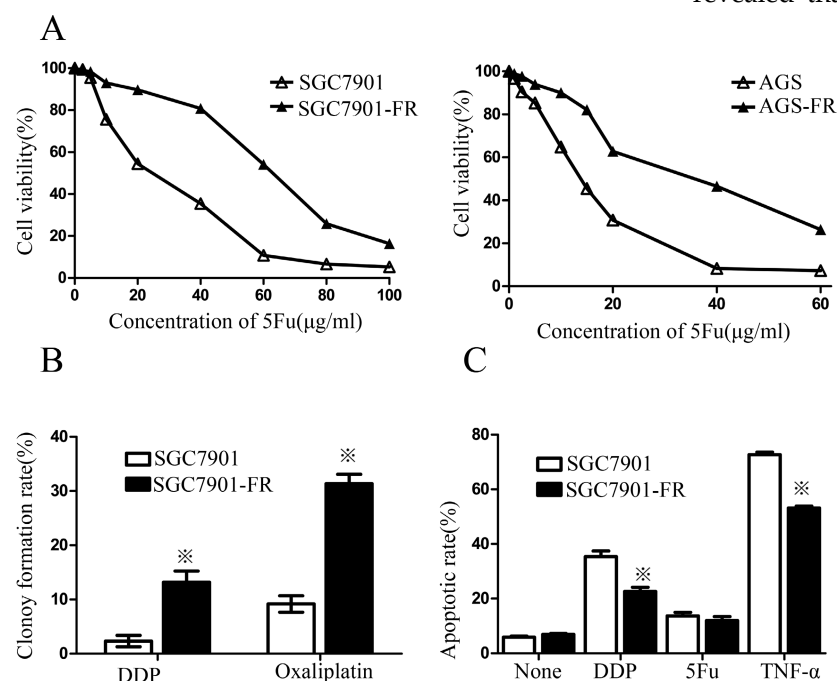 revealed tha
A
100
80
60
40
20
0
Cell viability(%)
SGC7901
SGC7901-FR
0 20 40 60 80 100
Concentration of 5Fu(μg/ml)
100
80
60
40
20
0
Cell viability(%)
AGS
AGS-FR
0 20 40 60
Concentration of 5Fu(μg/ml)
B
40
30
20
10
0
Clonoy formation rate(%)
SGC7901
SGC7901-FR
※
※
DDP Oxaliplatin
C
80
60
40
20
0
Apoptotic rate(%)
SGC7901
SGC7901-FR
※
※
None DDP 5Fu TNF-α